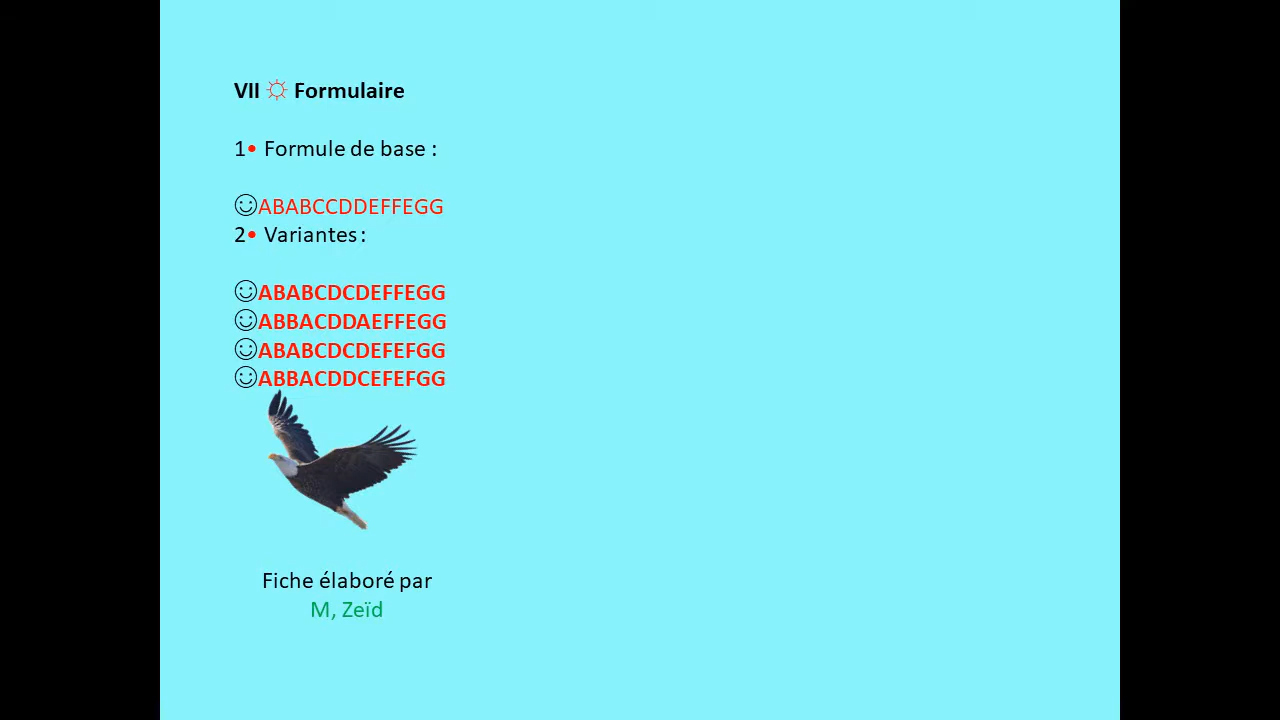 VII ☼ Formulaire
1• Formule de base :
☺ABABCCDDEFFEGG
2• Variantes :
☺ABABCDCDEFFEGG
☺ABBACDDAEFFEGG
☺ABABCDCDEFEFGG
☺ABBACDDCEFEFGG
Fiche élaboré par
M, Zeïd